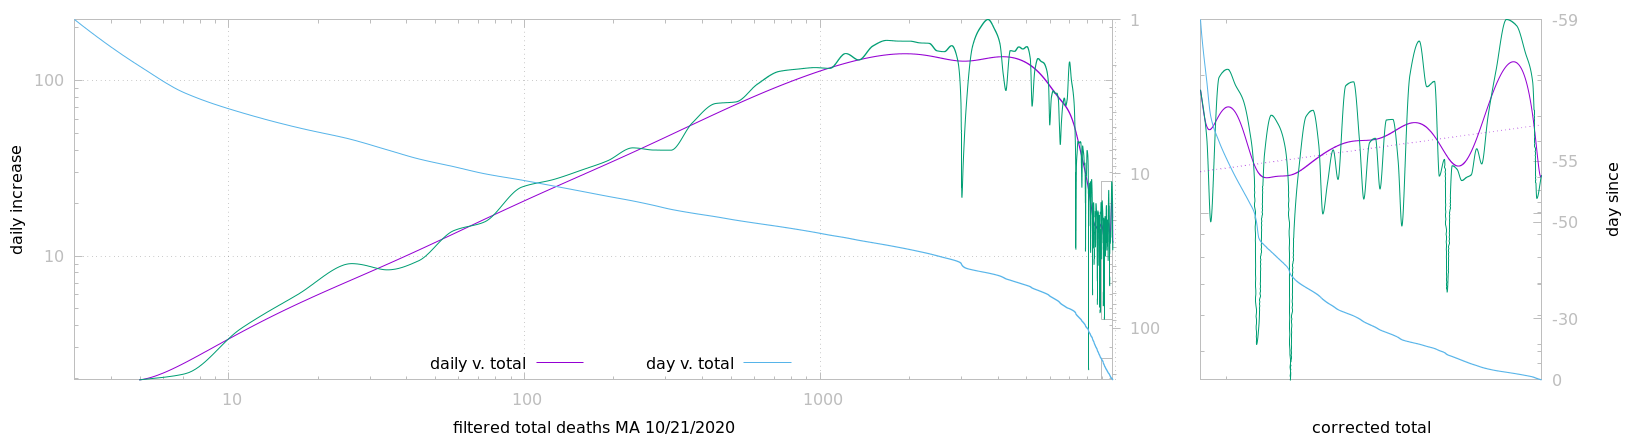 1 -59
100
daily increase
10 -55
-50
day since
10
100 -30
daily v. total day v. total
0
10 100 1000
filtered total deaths MA 10/21/2020 corrected total